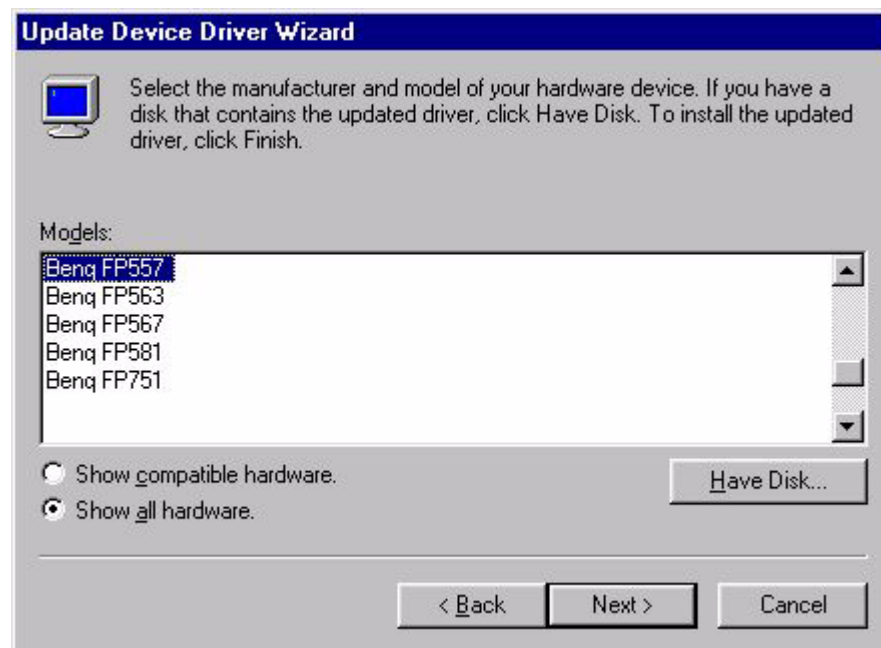 Update Device Driver Wizard
Select the manufacturer and model of your hardware device. If you have a
disk that contains the updated driver, click Have Disk. To install the updated
driver, click Finish.
Models:
Benq FP557
Benq FP563
Benq FP567
Benq FP581
Benq FP751
Show compatible hardware.
Show all hardware.
Have Disk...
< Back
Next >
Cancel